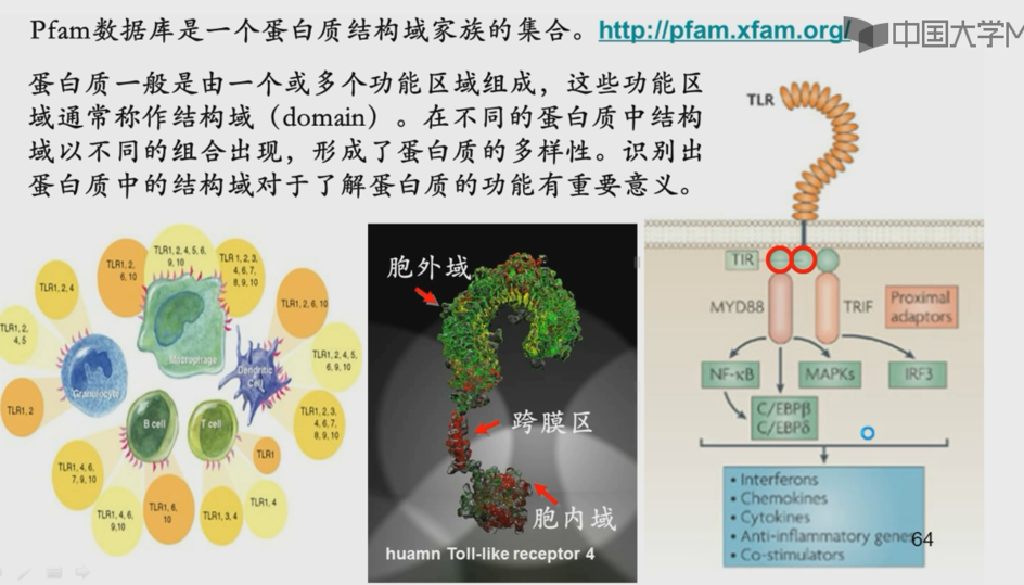 Pfam数据库是一个蛋白质结构域家族的集合。http://pfam.xfam.org/
中国大学M
蛋白质一般是由一个或多个功能区域组成，这些功能区
域通常称作结构域（domain）。在不同的蛋白质中结构
域以不同的组合出现，形成了蛋白质的多样性。识别出
蛋白质中的结构域对于了解蛋白质的功能有重要意义。
TLR1, 2, 4, 5, 6,
9, 10
TLR1, 2,
6, 10
TLR 1, 2, 3,
4, 6, 7,
8, 9, 10
TLR1, 2, 4
TLR1, 2, 6, 10
TLR1, 2,
4, 5
TLR1, 2, 4, 5,
6, 9, 10
Macrophage
Dendritic
Cell
Granulocyte
TLR1, 2
TLR1, 2, 3,
4, 6, 7,
8, 9, 10
B cell
T cell
TLR1
TLR1, 4, 6,
7, 9, 10
TLR1, 4
TLR1, 4, 6,
9, 10
TLR1, 6,
10
TLR1, 3, 4
胞外域
跨膜区
胞内域
huamn Toll-like receptor 4
TLR
TIR
MYD88
TRIF
Proximal
adaptors
NF-κB
MAPKs
IRF3
C/EBPβ
C/EBPδ
• Interferons
• Chemokines
• Cytokines
• Anti-inflammatory genes
• Co-stimulators
64